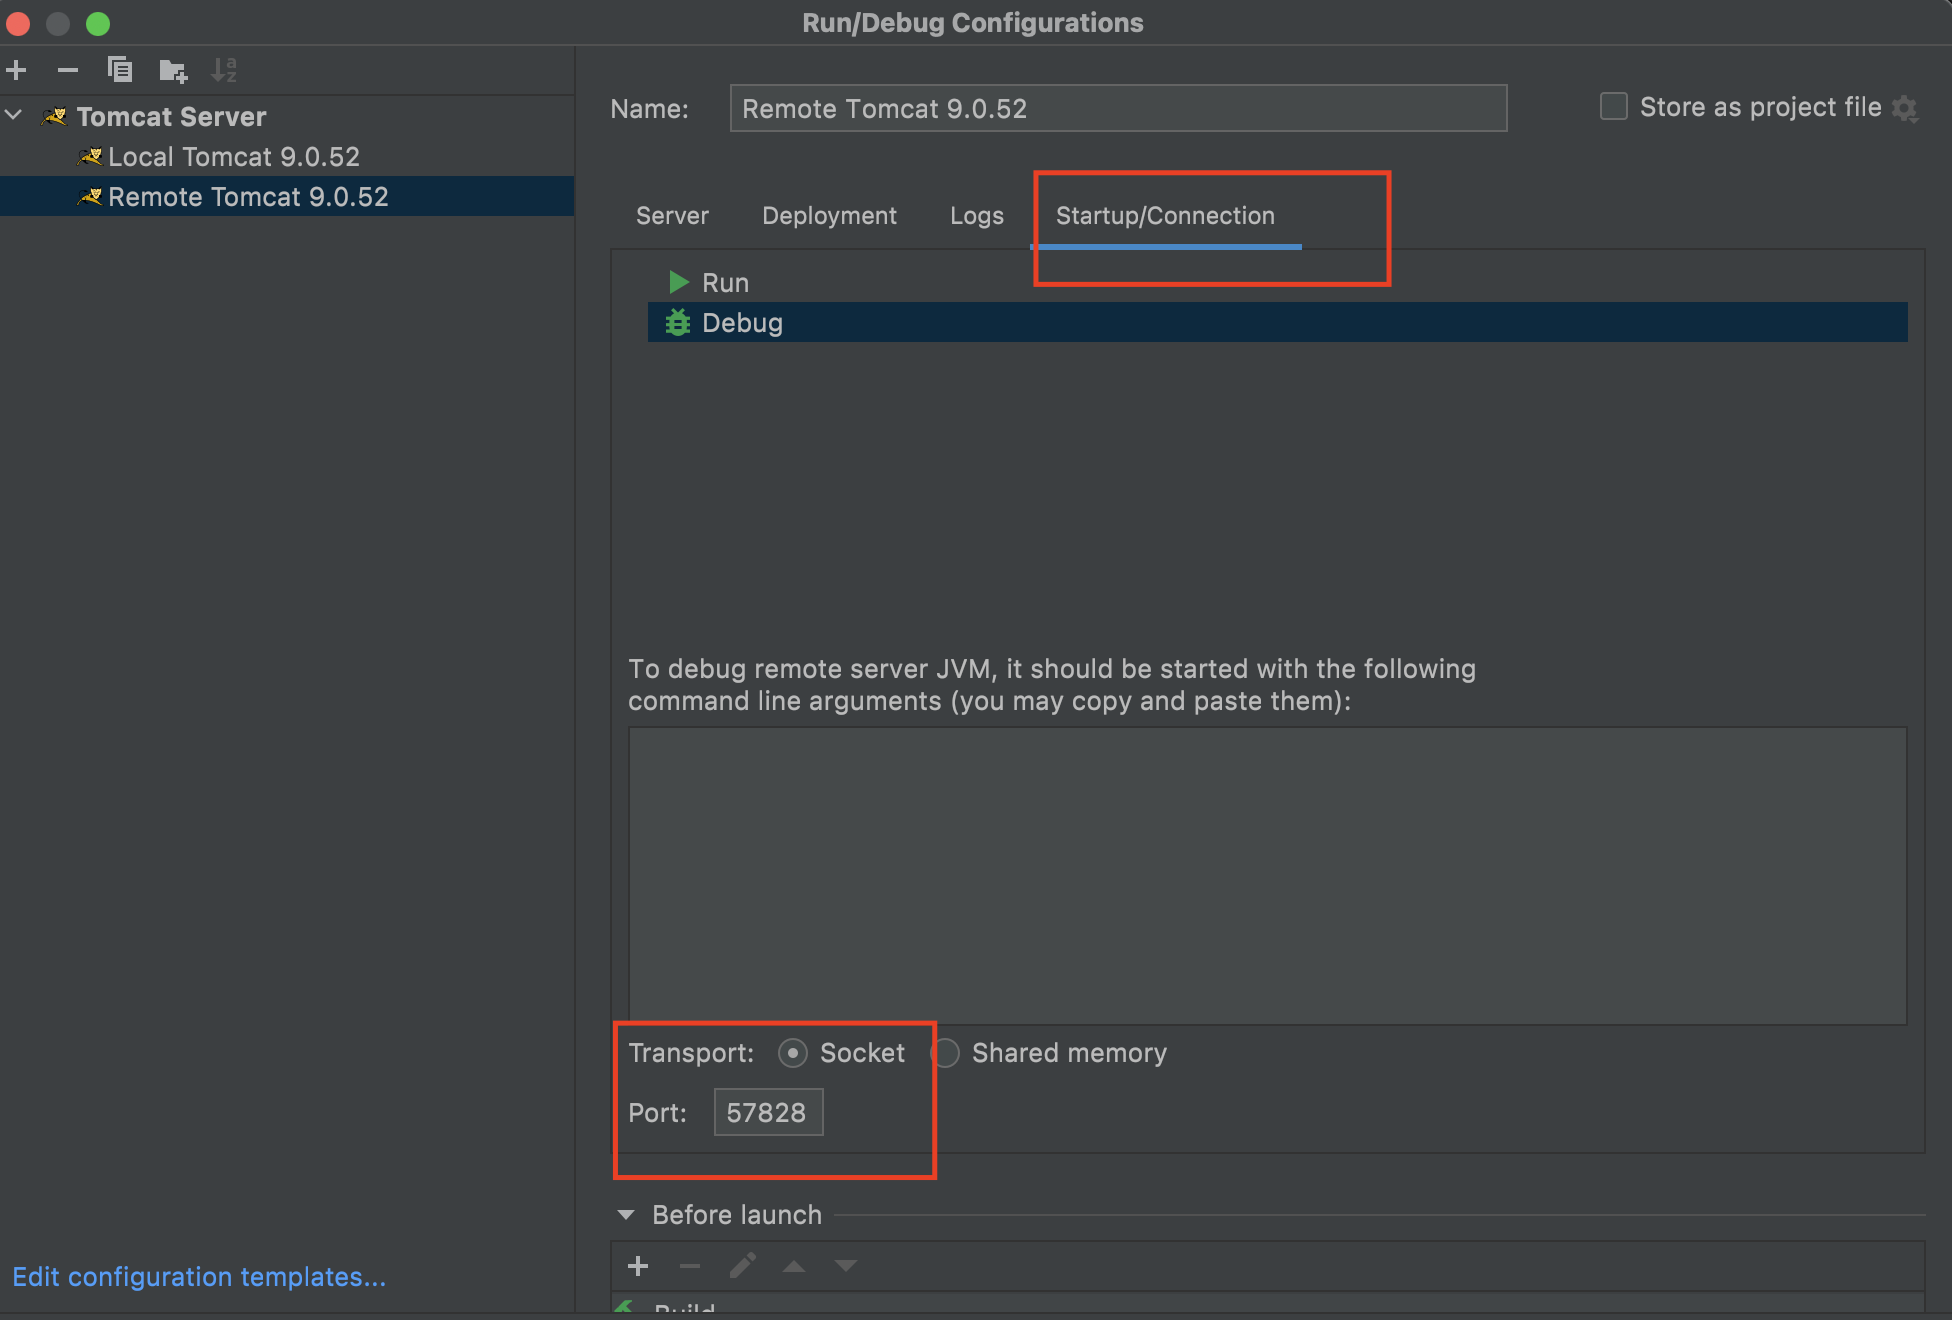 Run/Debug Configurations
Tomcat Server
Local Tomcat 9.0.52
Remote Tomcat 9.0.52
Edit configuration templates...
Name: Remote Tomcat 9.0.52
Store as project file
Server Deployment Logs Startup/Connection
Run
Debug
To debug remote server JVM, it should be started with the following
command line arguments (you may copy and paste them):
Transport: Socket Shared memory
Port: 57828
Before launch
Build